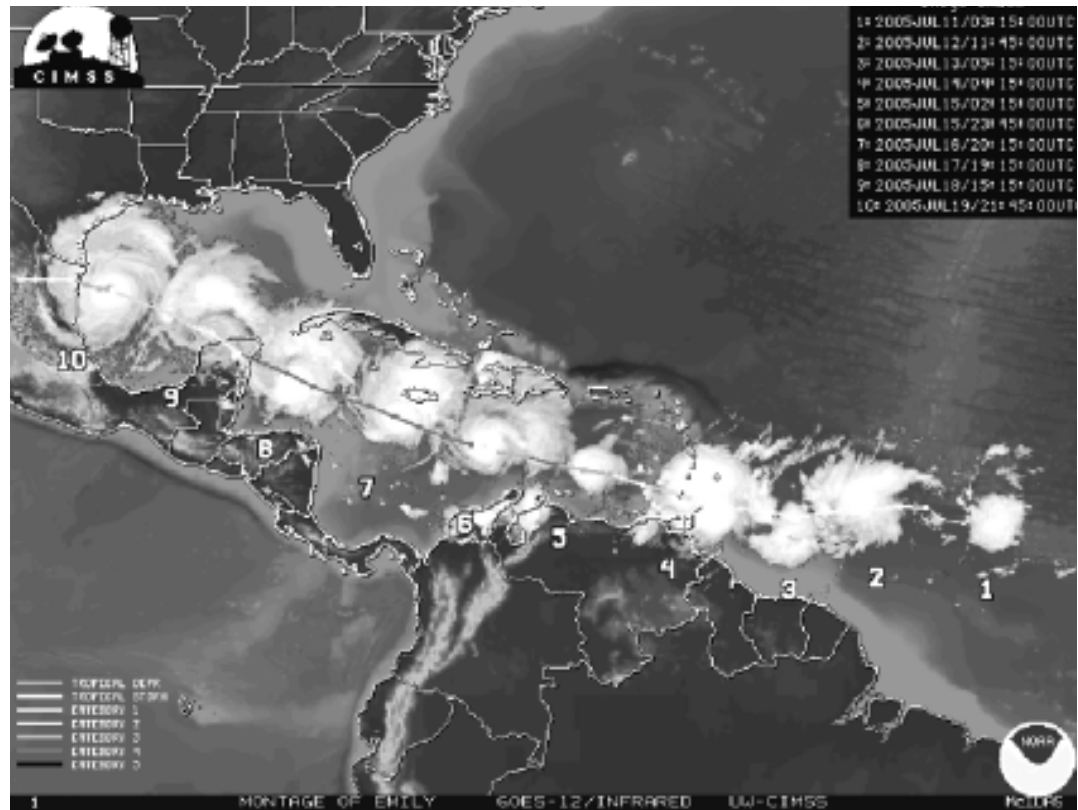 CIMSS
1: 2005JUL11/03:15:00UTC
2: 2005JUL12/11:45:00UTC
3: 2005JUL13/05:15:00UTC
4: 2005JUL14/04:15:00UTC
5: 2005JUL15/02:15:00UTC
6: 2005JUL15/23:45:00UTC
7: 2005JUL16/20:15:00UTC
8: 2005JUL17/19:15:00UTC
9: 2005JUL18/15:15:00UTC
10: 2005JUL19/21:45:00UTC
10
9
8
7
6
5
4
3
2
1
TROPICAL DEPR
TROPICAL STORM
CATEGORY 1
CATEGORY 2
CATEGORY 3
CATEGORY 4
CATEGORY 5
NOAA
1 MONTAGE OF EMILY GOES-12/INFRARED UW-CIMSS McIDAS